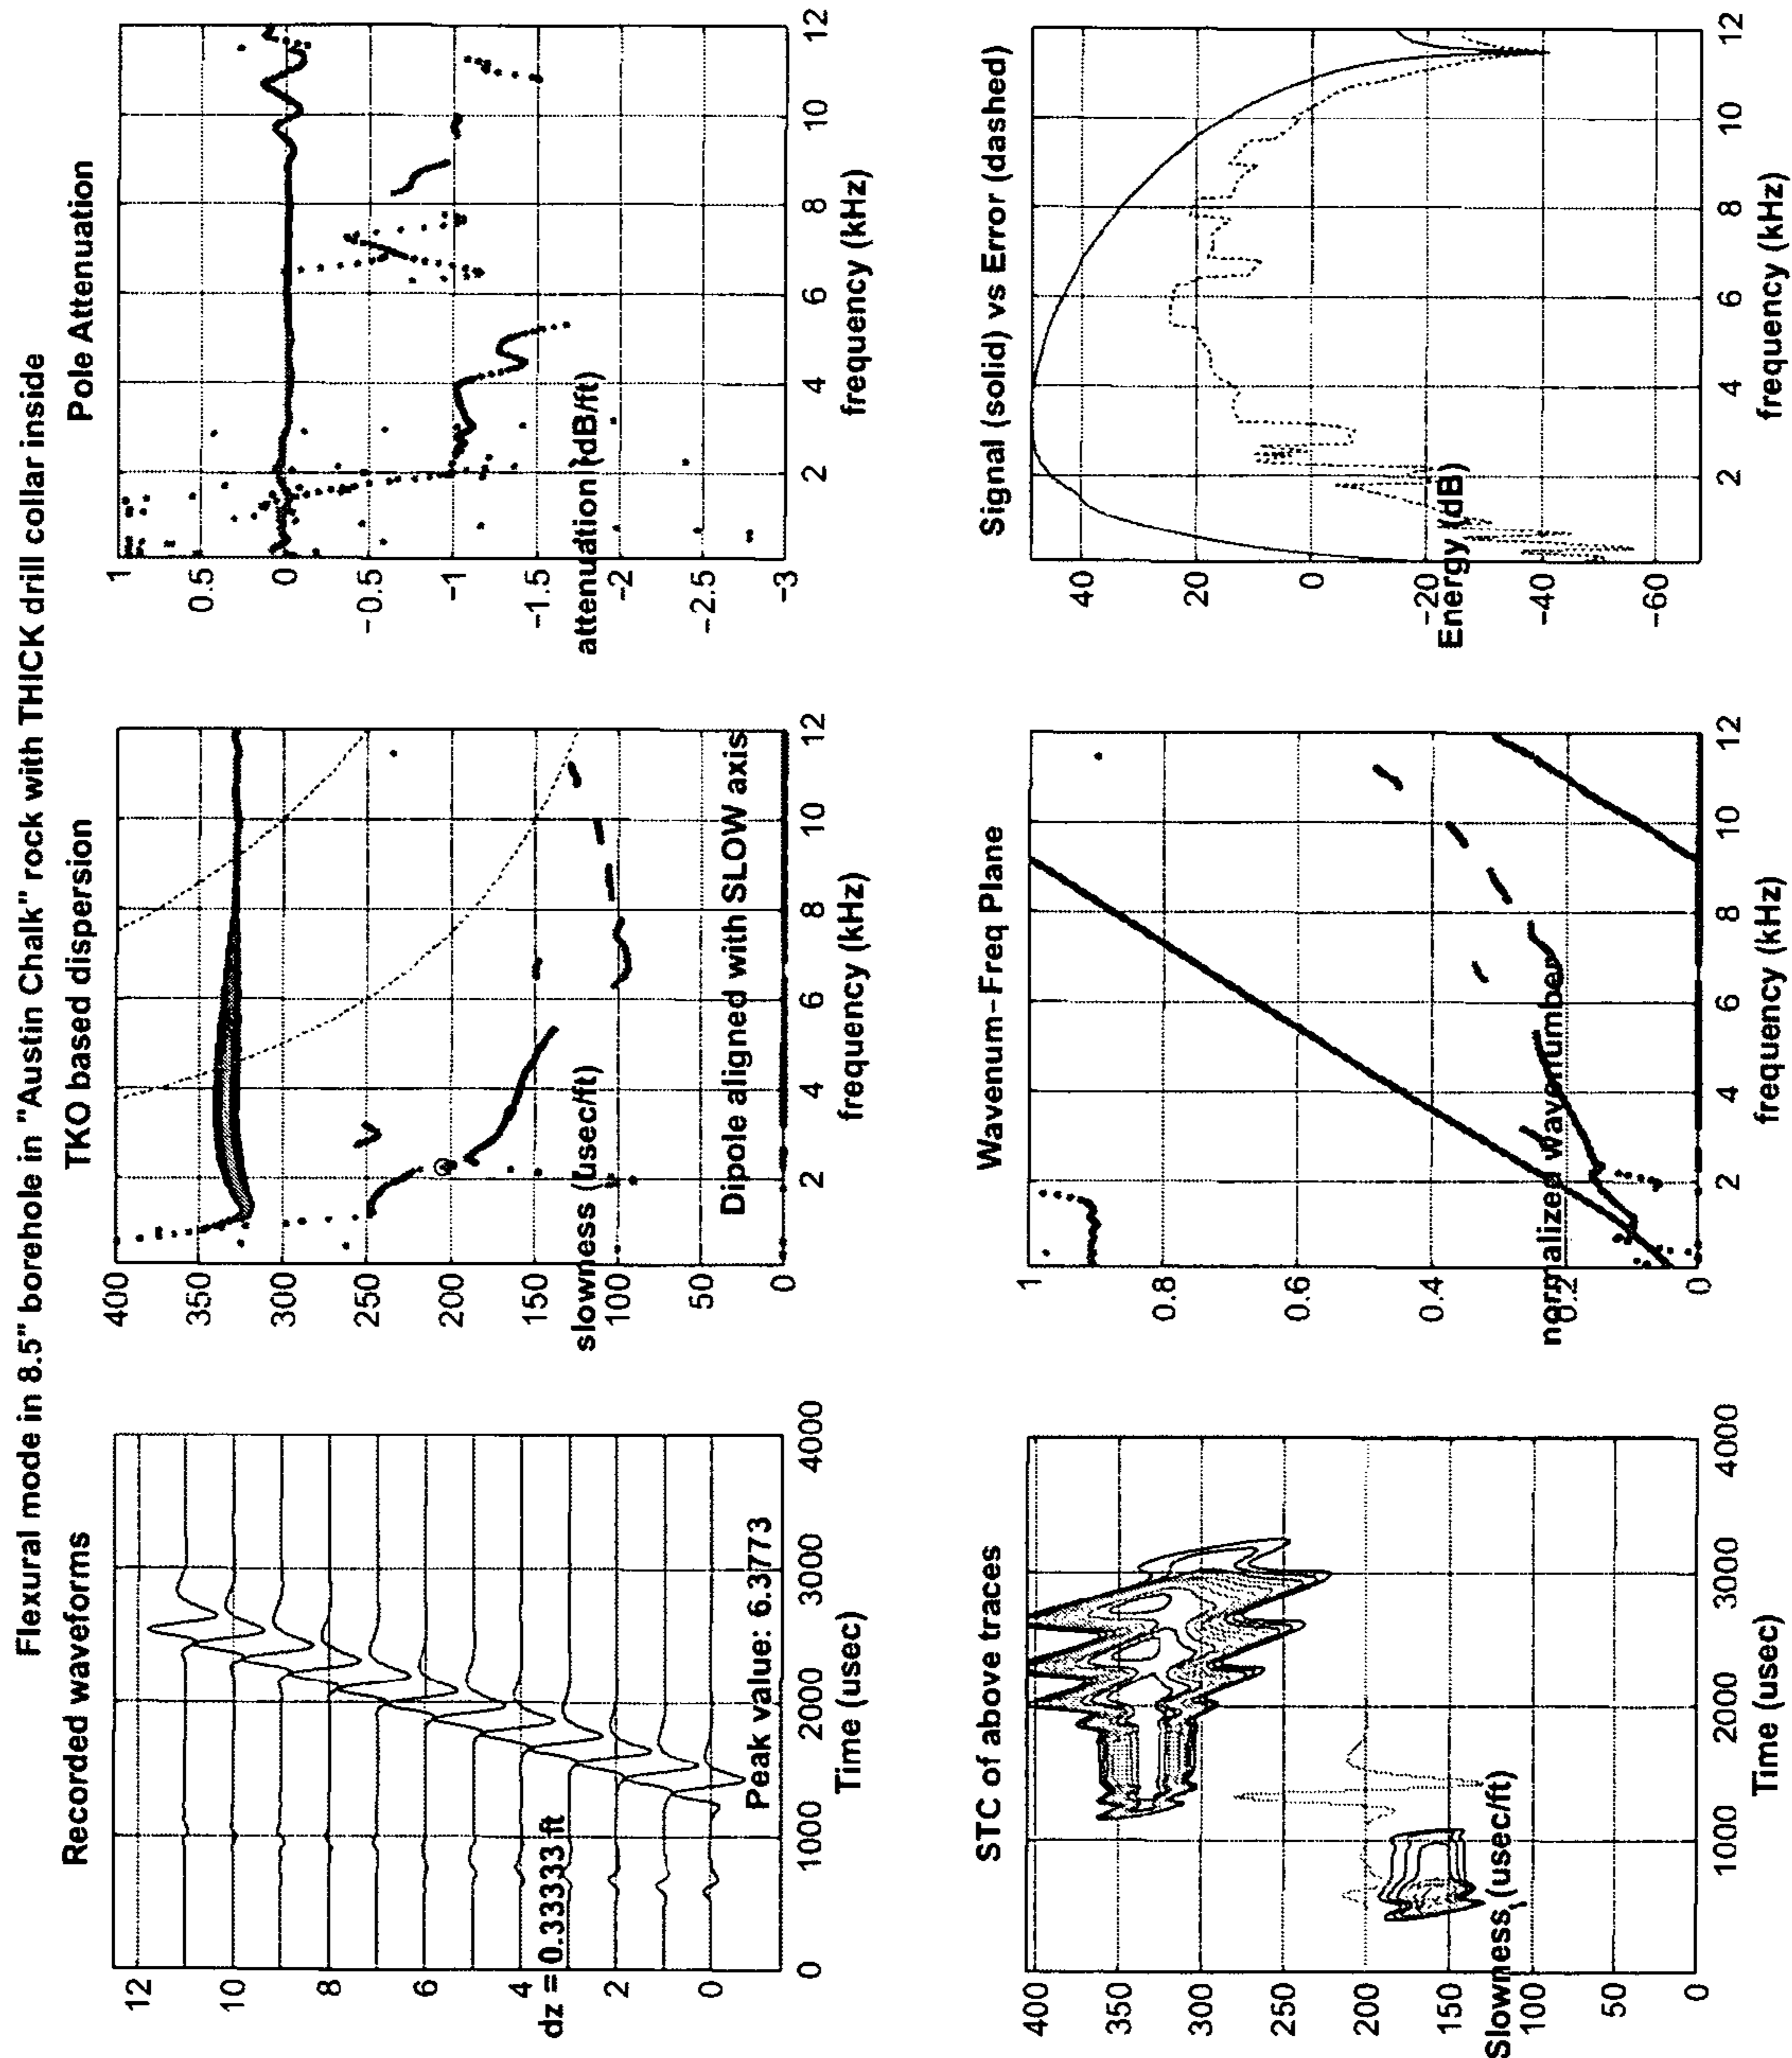 Flexural mode in 8.5" borehole in "Austin Chalk" rock with THICK drill collar inside
Recorded waveforms
12
10
8
6
4
2
0
dz = 0.33333 ft
Peak value: 6.3773
0 1000 2000 3000 4000
Time (usec)
TKO based dispersion
400
350
300
250
200
150
100
50
0
slowness (usec/ft)
Dipole aligned with SLOW axis
2 4 6 8 10 12
frequency (kHz)
Pole Attenuation
1
0.5
0
-0.5
-1
-1.5
-2
-2.5
-3
attenuation (dB/ft)
2 4 6 8 10 12
frequency (kHz)
STC of above traces
400
350
300
250
200
150
100
50
0
Slowness (usec/ft)
0 1000 2000 3000 4000
Time (usec)
Wavenum-Freq Plane
1
0.8
0.6
0.4
0.2
0
normalized wavenumber
2 4 6 8 10 12
frequency (kHz)
Signal (solid) vs Error (dashed)
40
20
0
-20
-40
-60
Energy (dB)
2 4 6 8 10 12
frequency (kHz)